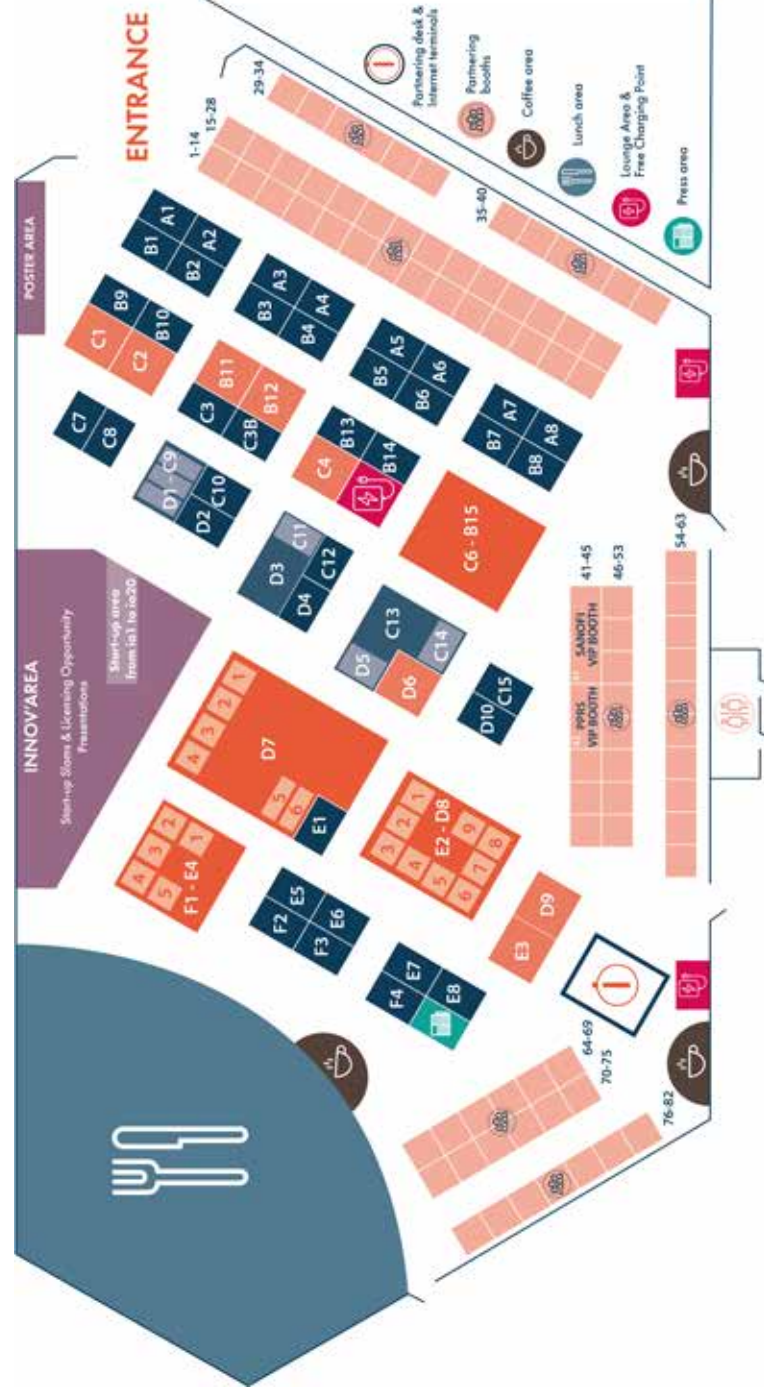 POSTER AREA
INNOV'AREA
Start-up Slams & Licensing Opportunity
Presentations
Start-up area
from ia1 to ia20
ENTRANCE
1-14
15-28
29-34
35-40
B1
A1
B2
A2
B3
A3
B4
A4
B5
A5
B6
A6
B7
A7
B8
A8
C1
B9
C2
B10
C3
B11
C3B
B12
C4
B13
B14
C6 - B15
C7
C8
D1 - C9
D2
C10
D3
C11
D4
C12
D5
C13
D6
C14
D10
C15
D7
4
3
2
1
5
6
E1
E2 - D8
3
2
1
4
5
6
7
8
9
E3
D9
F1 - E4
4
3
2
5
1
F2
E5
F3
E6
F4
E7
E8
PPRS
VIP BOOTH
SANOFI
VIP BOOTH
41-45
46-53
54-63
64-69
70-75
76-82
Partnering desk &
Internet terminals
Partnering
booths
Coffee area
Lunch area
Lounge Area &
Free Charging Point
Press area